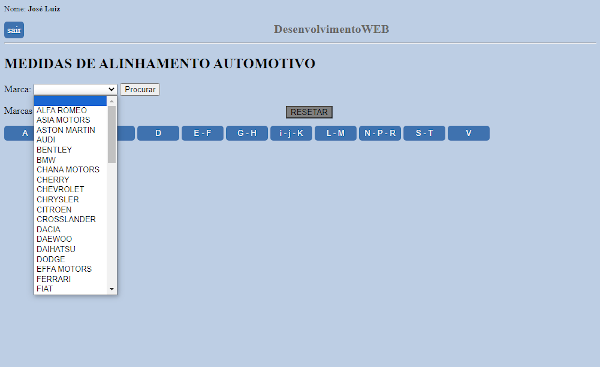 Nome: José Luiz
sair
DesenvolvimentoWEB
MEDIDAS DE ALINHAMENTO AUTOMOTIVO
Marca: Procurar
Marcas RESETAR
A D E - F G - H i - j - K L - M N - P - R S - T V
ALFA ROMEO
ASIA MOTORS
ASTON MARTIN
AUDI
BENTLEY
BMW
CHANA MOTORS
CHERRY
CHEVROLET
CHRYSLER
CITROEN
CROSSLANDER
DACIA
DAEWOO
DAIHATSU
DODGE
EFFA MOTORS
FERRARI
FIAT